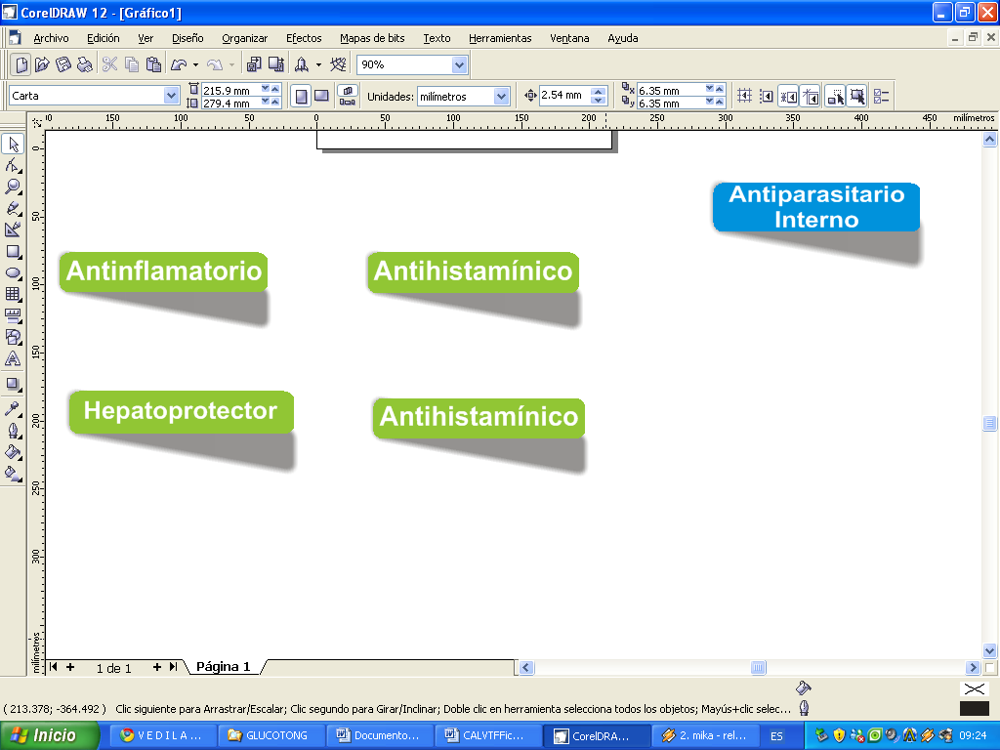 CorelDRAW 12 - [Gráfico1]
Archivo Edición Ver Diseño Organizar Efectos Mapas de bits Texto Herramientas Ventana Ayuda
90%
Carta 215.9 mm 279.4 mm Unidades: milímetros 2.54 mm 6.35 mm 6.35 mm
150 100 50 0 50 100 150 200 250 300 350 400 450 milímetros
0
50
100
150
200
250
300
milímetros
Antiparasitario
Interno
Antinflamatorio
Antihistamínico
Hepatoprotector
Antihistamínico
1 de 1 Página 1
( 213.378; -364.492 ) Clic siguiente para Arrastrar/Escalar; Clic segundo para Girar/Inclinar; Doble clic en herramienta selecciona todos los objetos; Mayús+clic selec...
Inicio V E D I L A ... GLUCOTONG Documento... CALVTFFic... CorelDRA... 2. mika - rel... ES 09:24